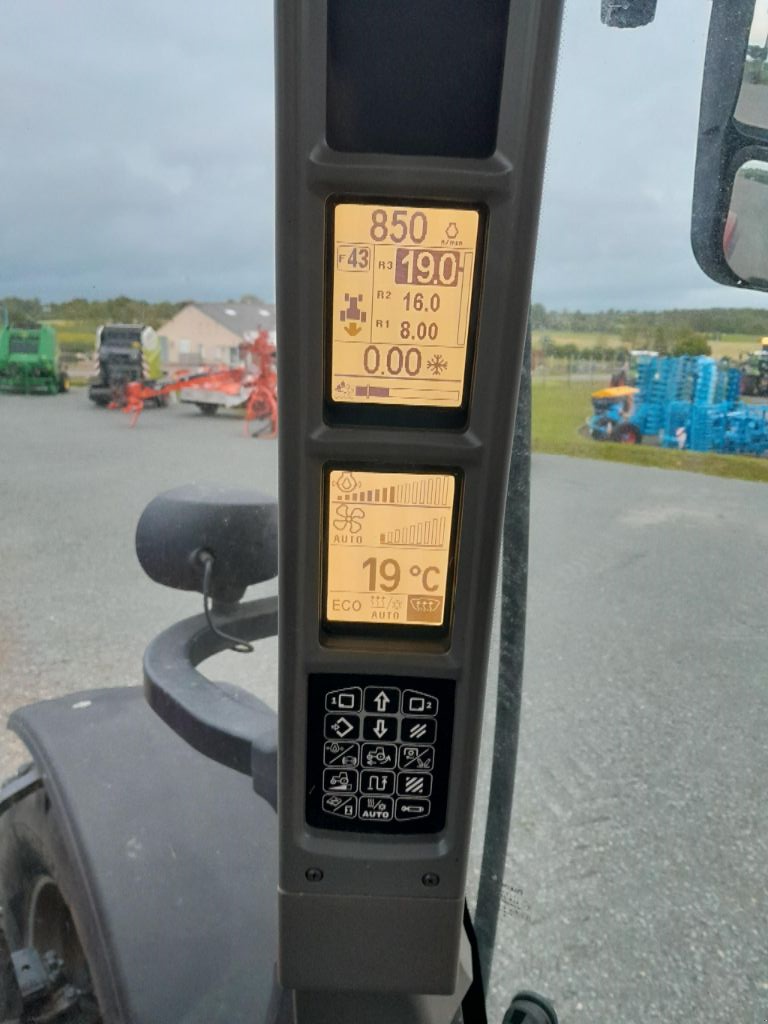 850
n/min
F43
R3 19.0
R2 16.0
R1 8.00
0.00
AUTO
19 °C
ECO AUTO
1 2
AUTO